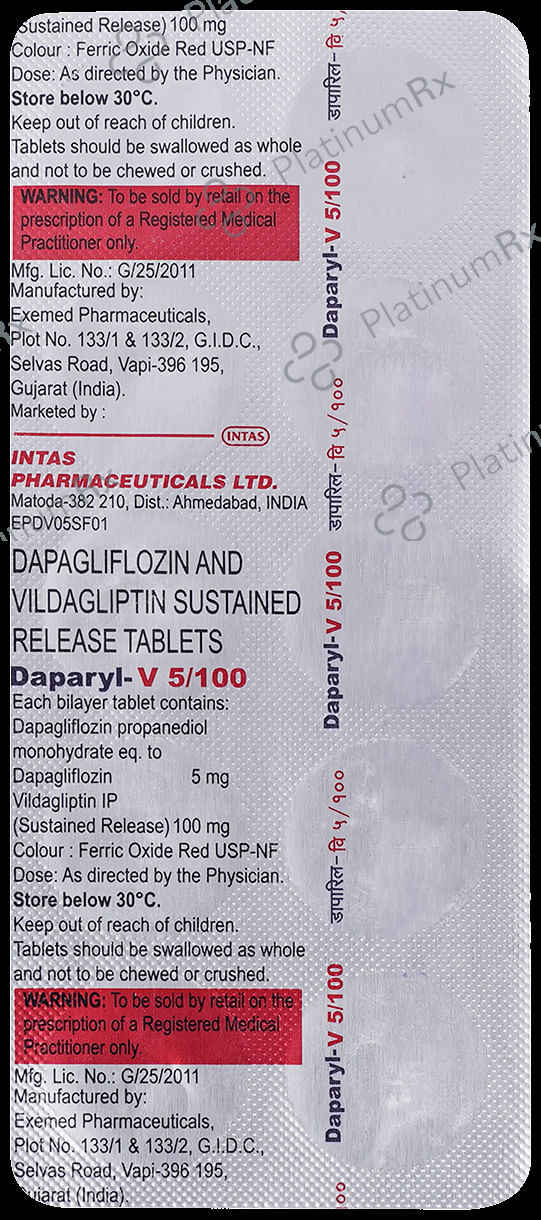 Sustained Release) 100 mg
Colour : Ferric Oxide Red USP-NF
Dose: As directed by the Physician.
Store below 30°C.
Keep out of reach of children.
Tablets should be swallowed as whole
and not to be chewed or crushed.
WARNING: To be sold by retail on the
prescription of a Registered Medical
Practitioner only.
Mfg. Lic. No.: G/25/2011
Manufactured by:
Exemed Pharmaceuticals,
Plot No. 133/1 & 133/2, G.I.D.C.,
Selvas Road, Vapi-396 195,
Gujarat (India).
Marketed by :
INTAS
INTAS
PHARMACEUTICALS LTD.
Matoda-382 210, Dist.: Ahmedabad, INDIA
EPDV05SF01
DAPAGLIFLOZIN AND
VILDAGLIPTIN SUSTAINED
RELEASE TABLETS
Daparyl-V 5/100
Each bilayer tablet contains:
Dapagliflozin propanediol
monohydrate eq. to
Dapagliflozin 5 mg
Vildagliptin IP
(Sustained Release) 100 mg
Colour : Ferric Oxide Red USP-NF
Dose: As directed by the Physician.
Store below 30°C.
Keep out of reach of children.
Tablets should be swallowed as whole
and not to be chewed or crushed.
WARNING: To be sold by retail on the
prescription of a Registered Medical
Practitioner only.
Mfg. Lic. No.: G/25/2011
Manufactured by:
Exemed Pharmaceuticals,
Plot No. 133/1 & 133/2, G.I.D.C.,
Selvas Road, Vapi-396 195,
Gujarat (India).
डापारिल-वि ५/
Daparyl-V 5/100
डापारिल-वि ५/१००
Daparyl-V 5/100
डापारिल-वि ५/१००
Daparyl-V 5/100
००
PlatinumRx
PlatinumRx
PlatinumRx
Platinum
Rx